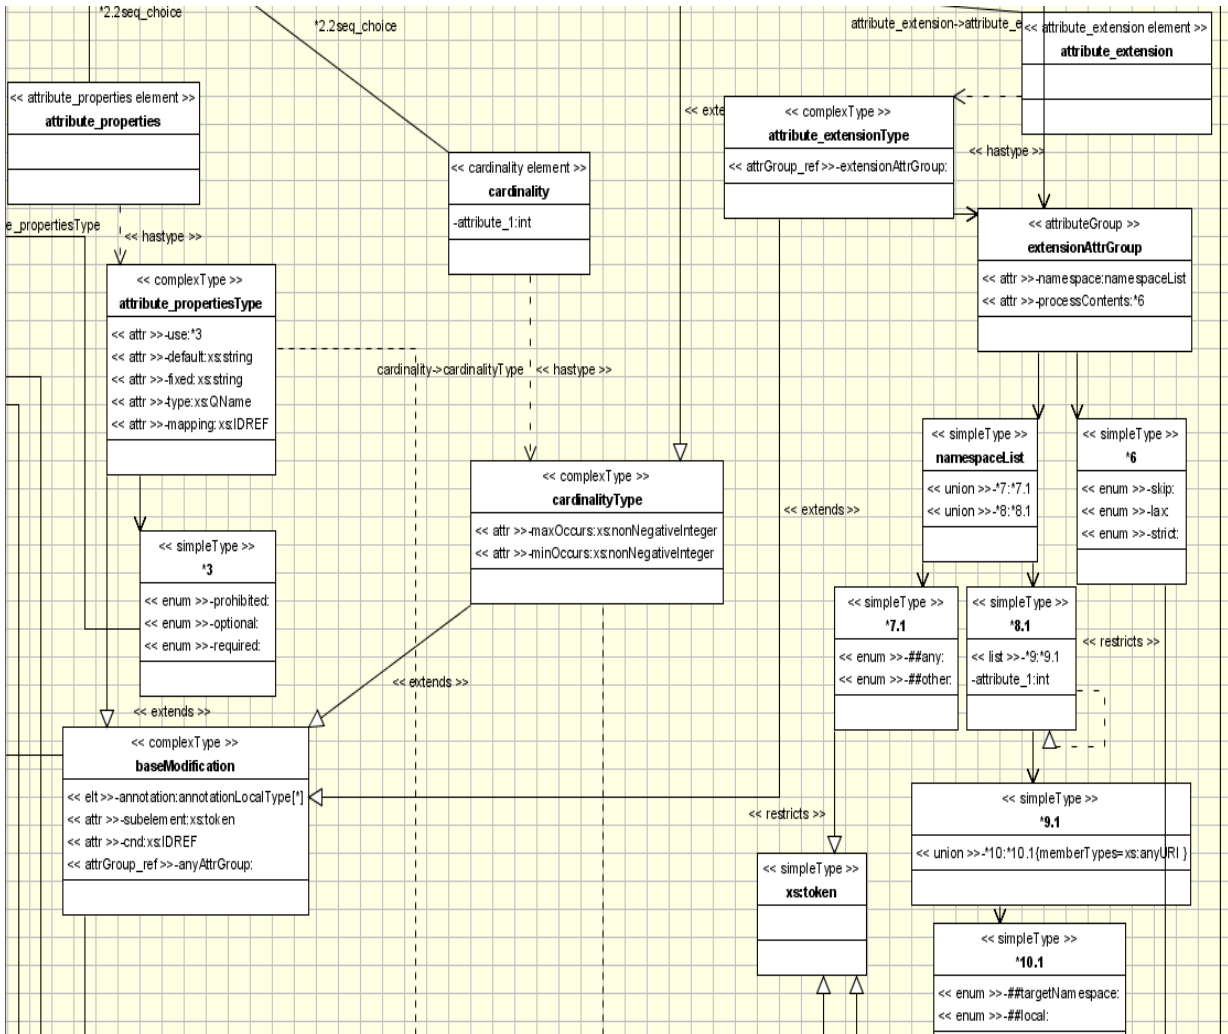 *2.2seq_choice
*2.2seq_choice
attribute_extension->attribute_e
<< attribute_extension element >>
attribute_extension
<< attribute_properties element >>
attribute_properties
<< exte
<< complexType >>
attribute_extensionType
<< attrGroup_ref >>-extensionAttrGroup:
<< hastype >>
<< cardinality element >>
cardinality
-attribute_1:int
e_propertiesType
<< hastype >>
<< attributeGroup >>
extensionAttrGroup
<< attr >>-namespace:namespaceList
<< attr >>-processContents:*6
<< complexType >>
attribute_propertiesType
<< attr >>-use:*3
<< attr >>-default:xs:string
<< attr >>-fixed:xs:string
<< attr >>-type:xs:QName
<< attr >>-mapping:xs:IDREF
cardinality->cardinalityType
<< hastype >>
<< simpleType >>
namespaceList
<< union >>-*7:*7.1
<< union >>-*8:*8.1
<< simpleType >>
*6
<< enum >>-skip:
<< enum >>-lax:
<< enum >>-strict:
<< complexType >>
cardinalityType
<< attr >>-maxOccurs:xs:nonNegativeInteger
<< attr >>-minOccurs:xs:nonNegativeInteger
<< extends >>
<< simpleType >>
*3
<< enum >>-prohibited:
<< enum >>-optional:
<< enum >>-required:
<< simpleType >>
*7.1
<< enum >>-##any:
<< enum >>-##other:
<< simpleType >>
*8.1
<< list >>-*9:*9.1
-attribute_1:int
<< restricts >>
<< extends >>
<< extends >>
<< complexType >>
baseModification
<< elt >>-annotation:annotationLocalType[*]
<< attr >>-subelement:xs:token
<< attr >>-cnd:xs:IDREF
<< attrGroup_ref >>-anyAttrGroup:
<< restricts >>
<< simpleType >>
*9.1
<< union >>-*10:*10.1{memberTypes=xs:anyURI }
<< simpleType >>
xs:token
<< simpleType >>
*10.1
<< enum >>-##targetNamespace:
<< enum >>-##local: